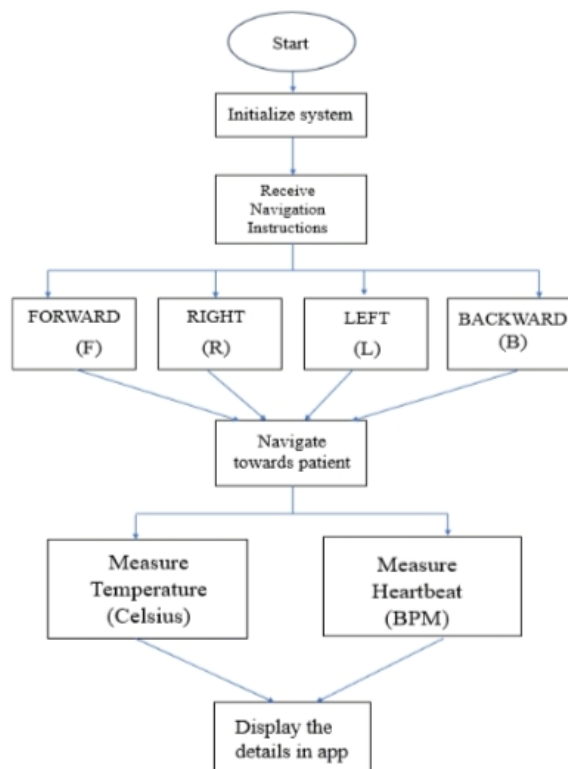 Start
Initialize system
Receive
Navigation
Instructions
FORWARD
(F)
RIGHT
(R)
LEFT
(L)
BACKWARD
(B)
Navigate
towards patient
Measure
Temperature
(Celsius)
Measure
Heartbeat
(BPM)
Display the
details in app